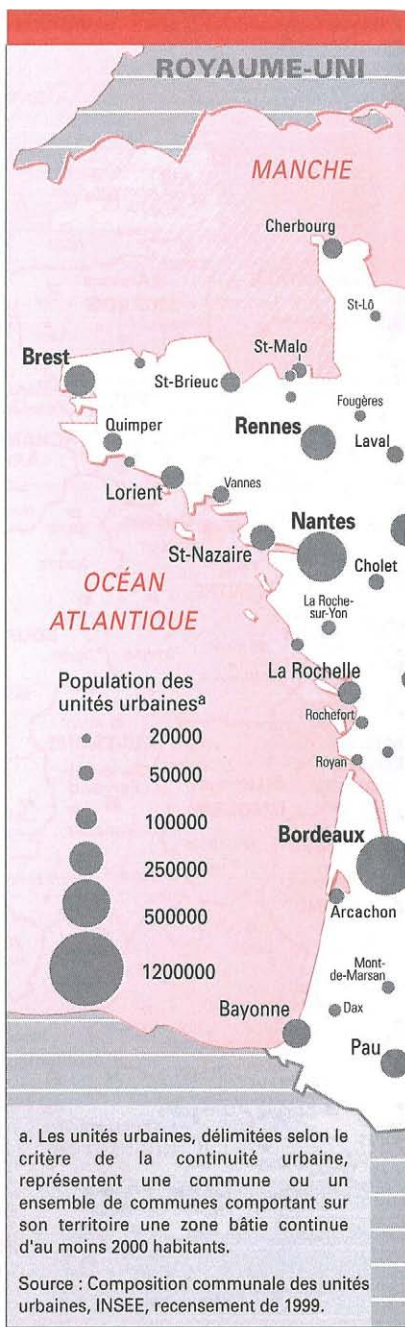 ROYAUME-UNI
MANCHE
Cherbourg
St-Lô
St-Malo
Brest
St-Brieuc
Fougères
Quimper
Rennes
Laval
Lorient
Vannes
Nantes
St-Nazaire
Cholet
OCÉAN
ATLANTIQUE
La Roche-
sur-Yon
La Rochelle
Population des
unités urbainesª
Rochefort
20000
50000
Royan
100000
Bordeaux
250000
500000
Arcachon
1200000
Mont-
de-Marsan
Bayonne
Dax
Pau
a. Les unités urbaines, délimitées selon le
critère de la continuité urbaine,
représentent une commune ou un
ensemble de communes comportant sur
son territoire une zone bâtie continue
d'au moins 2000 habitants.
Source : Composition communale des unités
urbaines, INSEE, recensement de 1999.